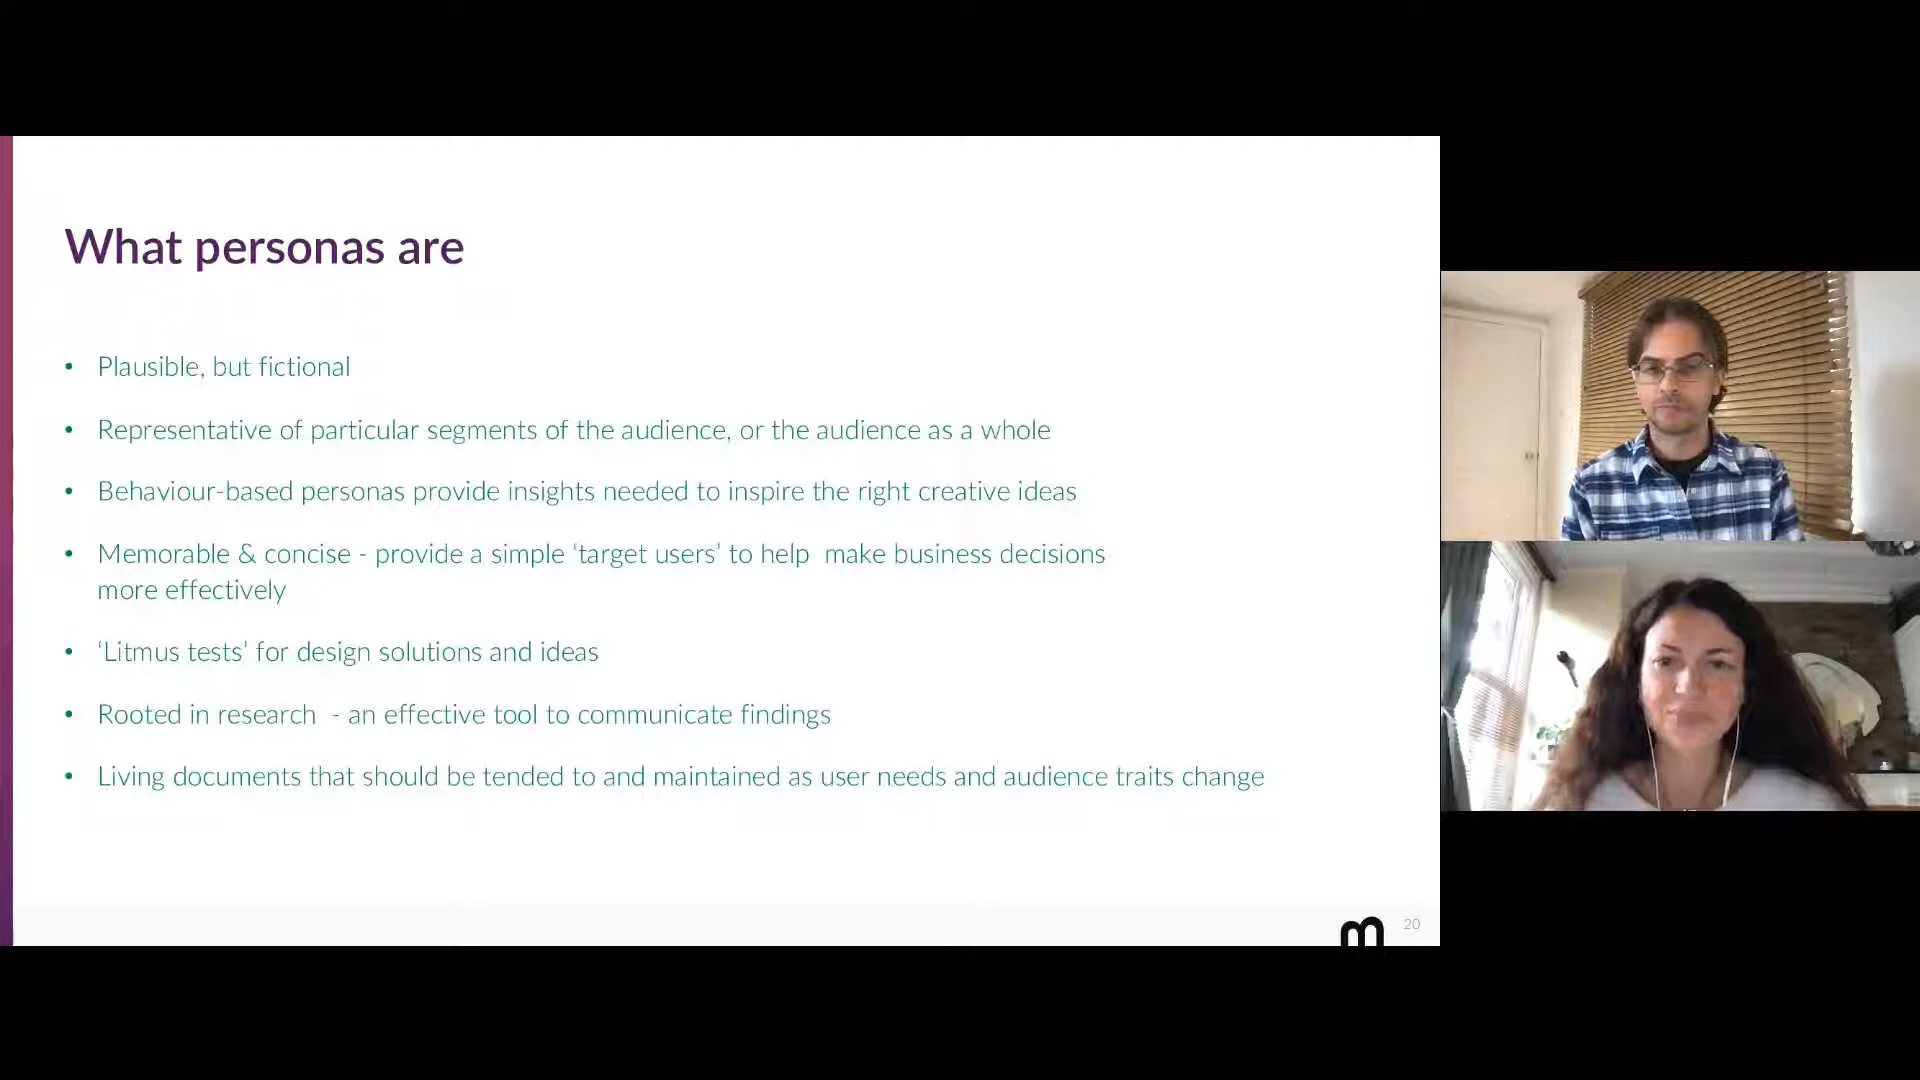 What personas are
• Plausible, but fictional
• Representative of particular segments of the audience, or the audience as a whole
• Behaviour-based personas provide insights needed to inspire the right creative ideas
• Memorable & concise - provide a simple ‘target users’ to help  make business decisions
more effectively
• ‘Litmus tests’ for design solutions and ideas
• Rooted in research  - an effective tool to communicate findings
• Living documents that should be tended to and maintained as user needs and audience traits change
m 20